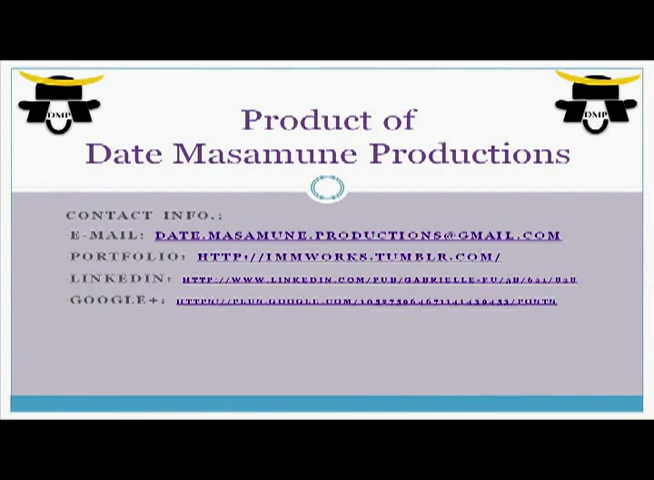 DMP
DMP
Product of
Date Masamune Productions
CONTACT INFO.:
E-MAIL: DATE.MASAMUNE.PRODUCTIONS@GMAIL.COM
PORTFOLIO: HTTP://IMMWORKS.TUMBLR.COM/
LINKEDIN:
GOOGLE+: